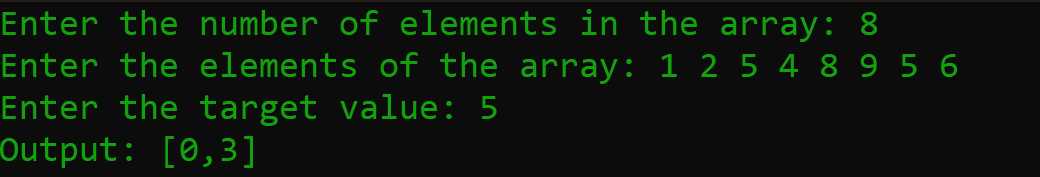 Enter the number of elements in the array: 8
Enter the elements of the array: 1 2 5 4 8 9 5 6
Enter the target value: 5
Output: [0,3]